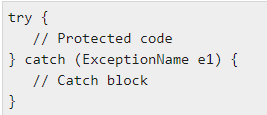 try {
   // Protected code
} catch (ExceptionName e1) {
   // Catch block
}